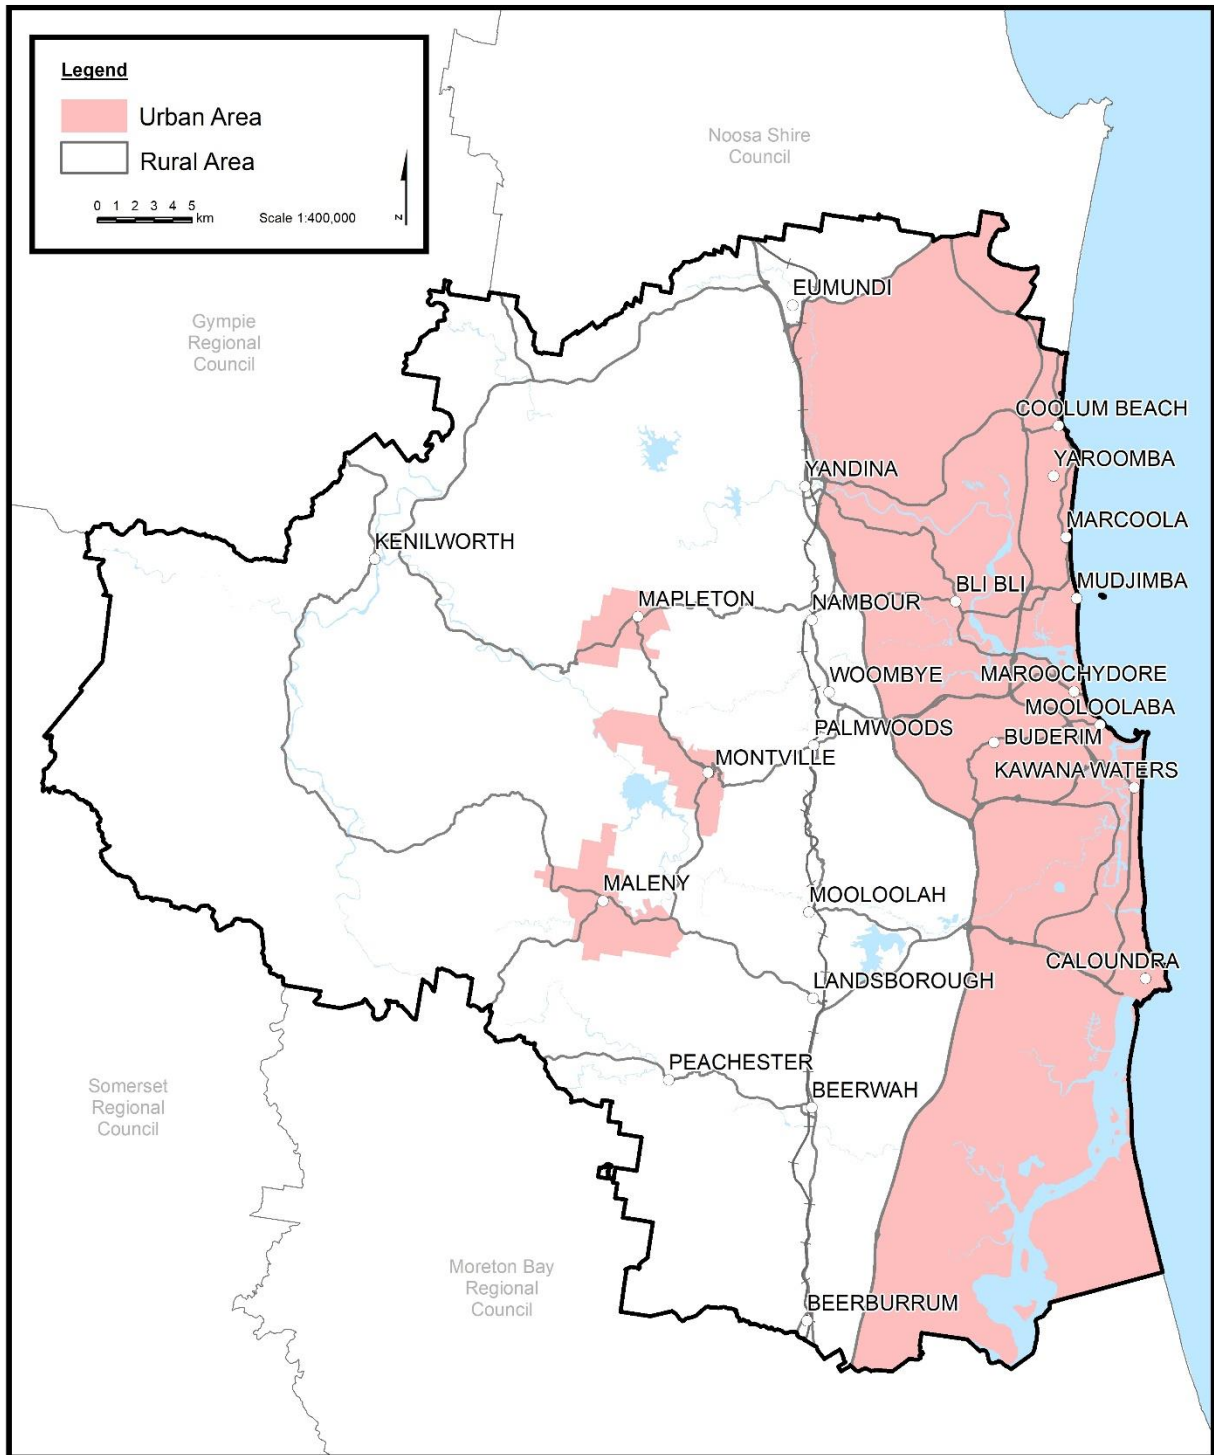 Legend
Urban Area
Rural Area
0 1 2 3 4 5
km
Scale 1:400,000
N
Noosa Shire
Council
Gympie
Regional
Council
EUMUNDI
COOLUM BEACH
YAROOMBA
YANDINA
MARCOOLA
KENILWORTH
BLI BLI
MUDJIMBA
MAPLETON
NAMBOUR
WOOMBYE
MAROOCHYDORE
MOOLOOLABA
PALMWOODS
BUDERIM
MONTVILLE
KAWANA WATERS
MALENY
MOOLOOLAH
CALOUNDRA
LANDSBOROUGH
PEACHESTER
BEERWAH
Somerset
Regional
Council
Moreton Bay
Regional
Council
BEERBURRUM